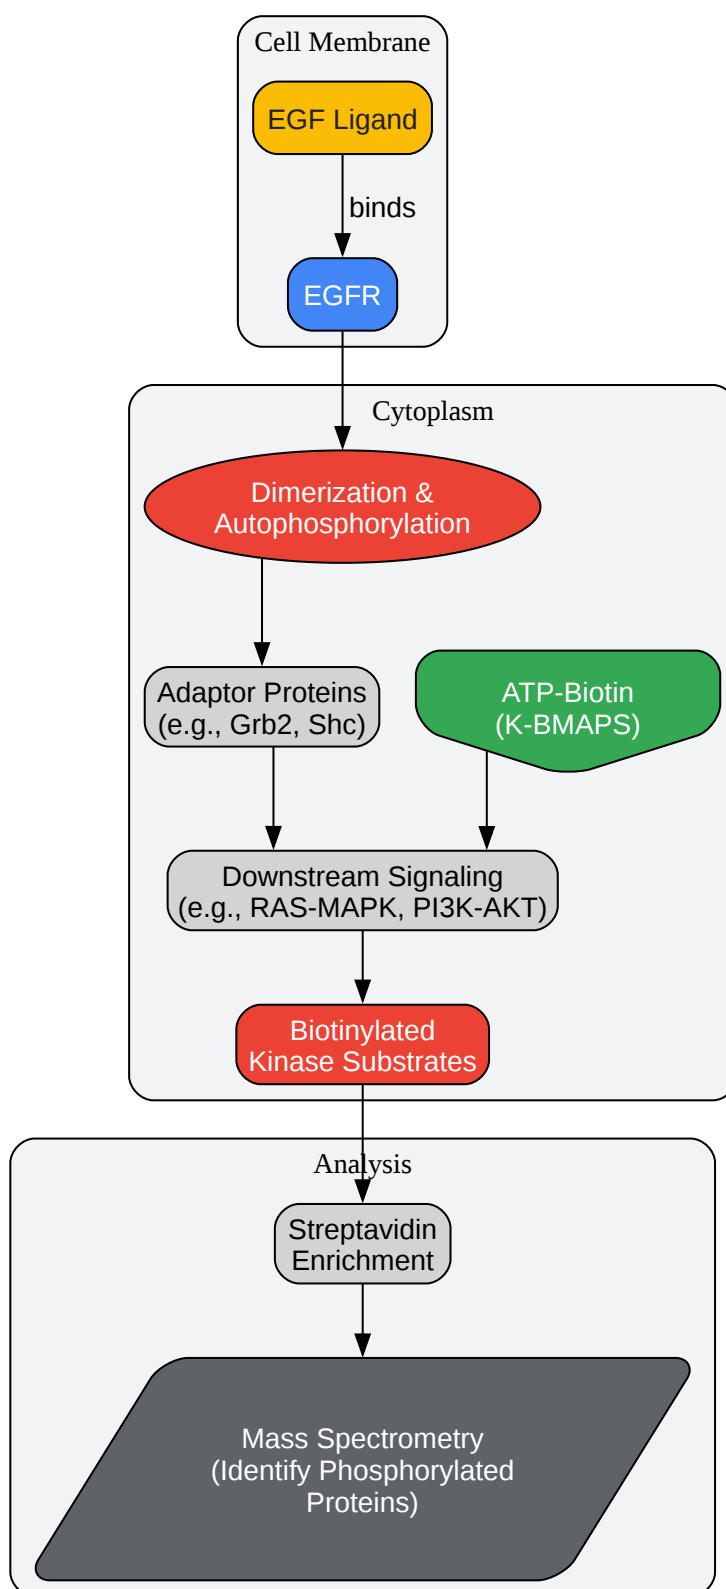 Cell Membrane
EGF Ligand
binds
EGFR
Cytoplasm
Dimerization &
Autophosphorylation
Adaptor Proteins
(e.g., Grb2, Shc)
ATP-Biotin
(K-BMAPS)
Downstream Signaling
(e.g., RAS-MAPK, PI3K-AKT)
Biotinylated
Kinase Substrates
Analysis
Streptavidin
Enrichment
Mass Spectrometry
(Identify Phosphorylated
Proteins)